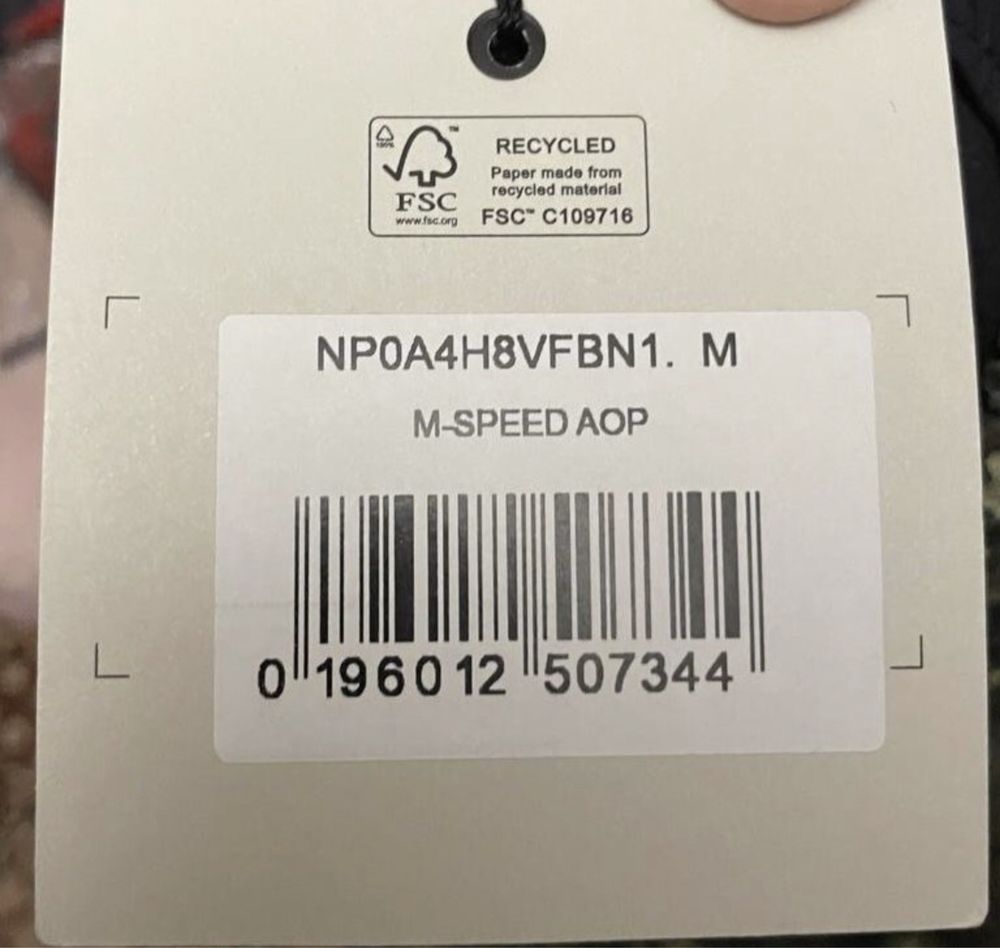 100%
™
FSC
www.fsc.org
RECYCLED
Paper made from
recycled material
FSC™ C109716
NP0A4H8VFBN1. M
M-SPEED AOP
0 196012 507344